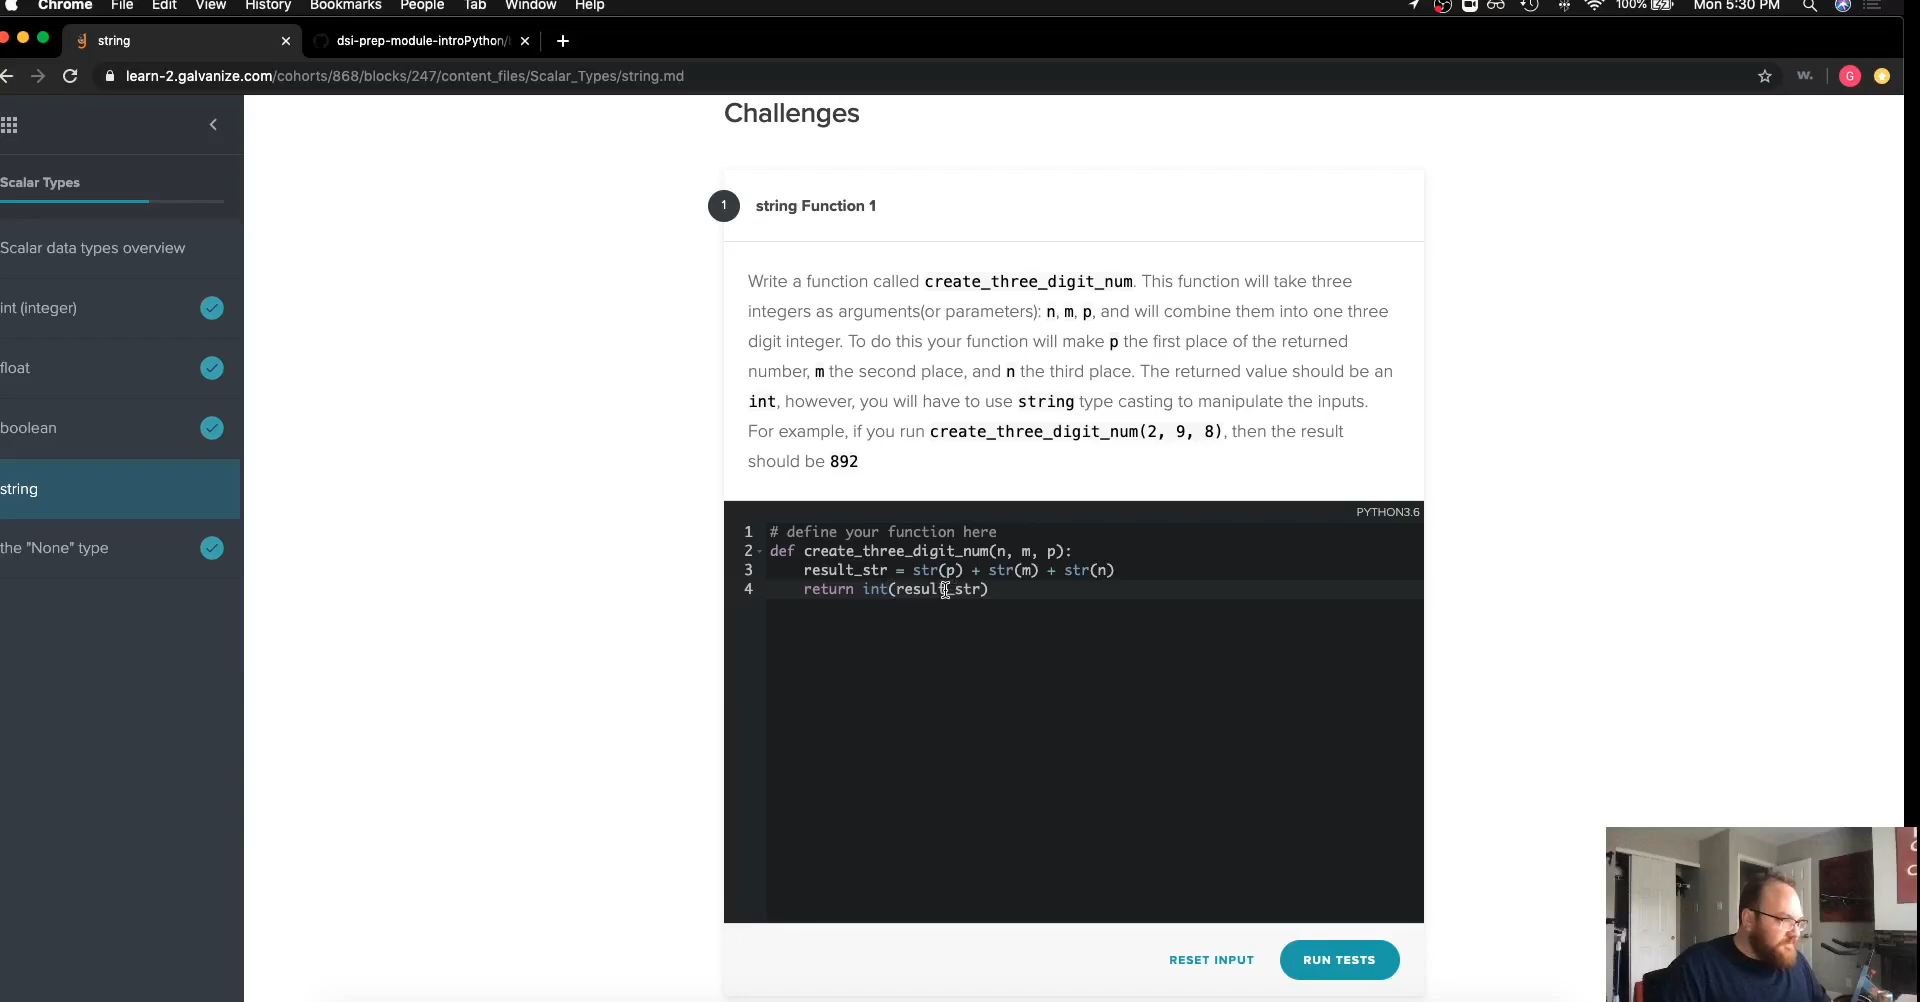 Chrome File Edit View History Bookmarks People Tab Window Help 100% Mon 5:30 PM
string dsi-prep-module-introPython/
learn-2.galvanize.com/cohorts/868/blocks/247/content_files/Scalar_Types/string.md W. G
Scalar Types
Scalar data types overview
int (integer)
float
boolean
string
the "None" type
Challenges
1 string Function 1
Write a function called create_three_digit_num. This function will take three
integers as arguments(or parameters): n, m, p, and will combine them into one three
digit integer. To do this your function will make p the first place of the returned
number, m the second place, and n the third place. The returned value should be an
int, however, you will have to use string type casting to manipulate the inputs.
For example, if you run create_three_digit_num(2, 9, 8), then the result
should be 892
PYTHON3.6
1 # define your function here
2 def create_three_digit_num(n, m, p):
3 result_str = str(p) + str(m) + str(n)
4 return int(result_str)
RESET INPUT RUN TESTS